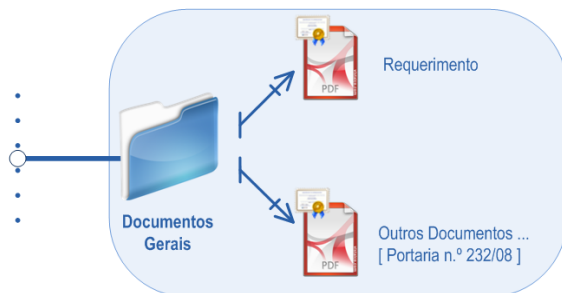 Requerimento
PDF
Documentos
Gerais
Outros Documentos ...
[ Portaria n.º 232/08 ]
PDF